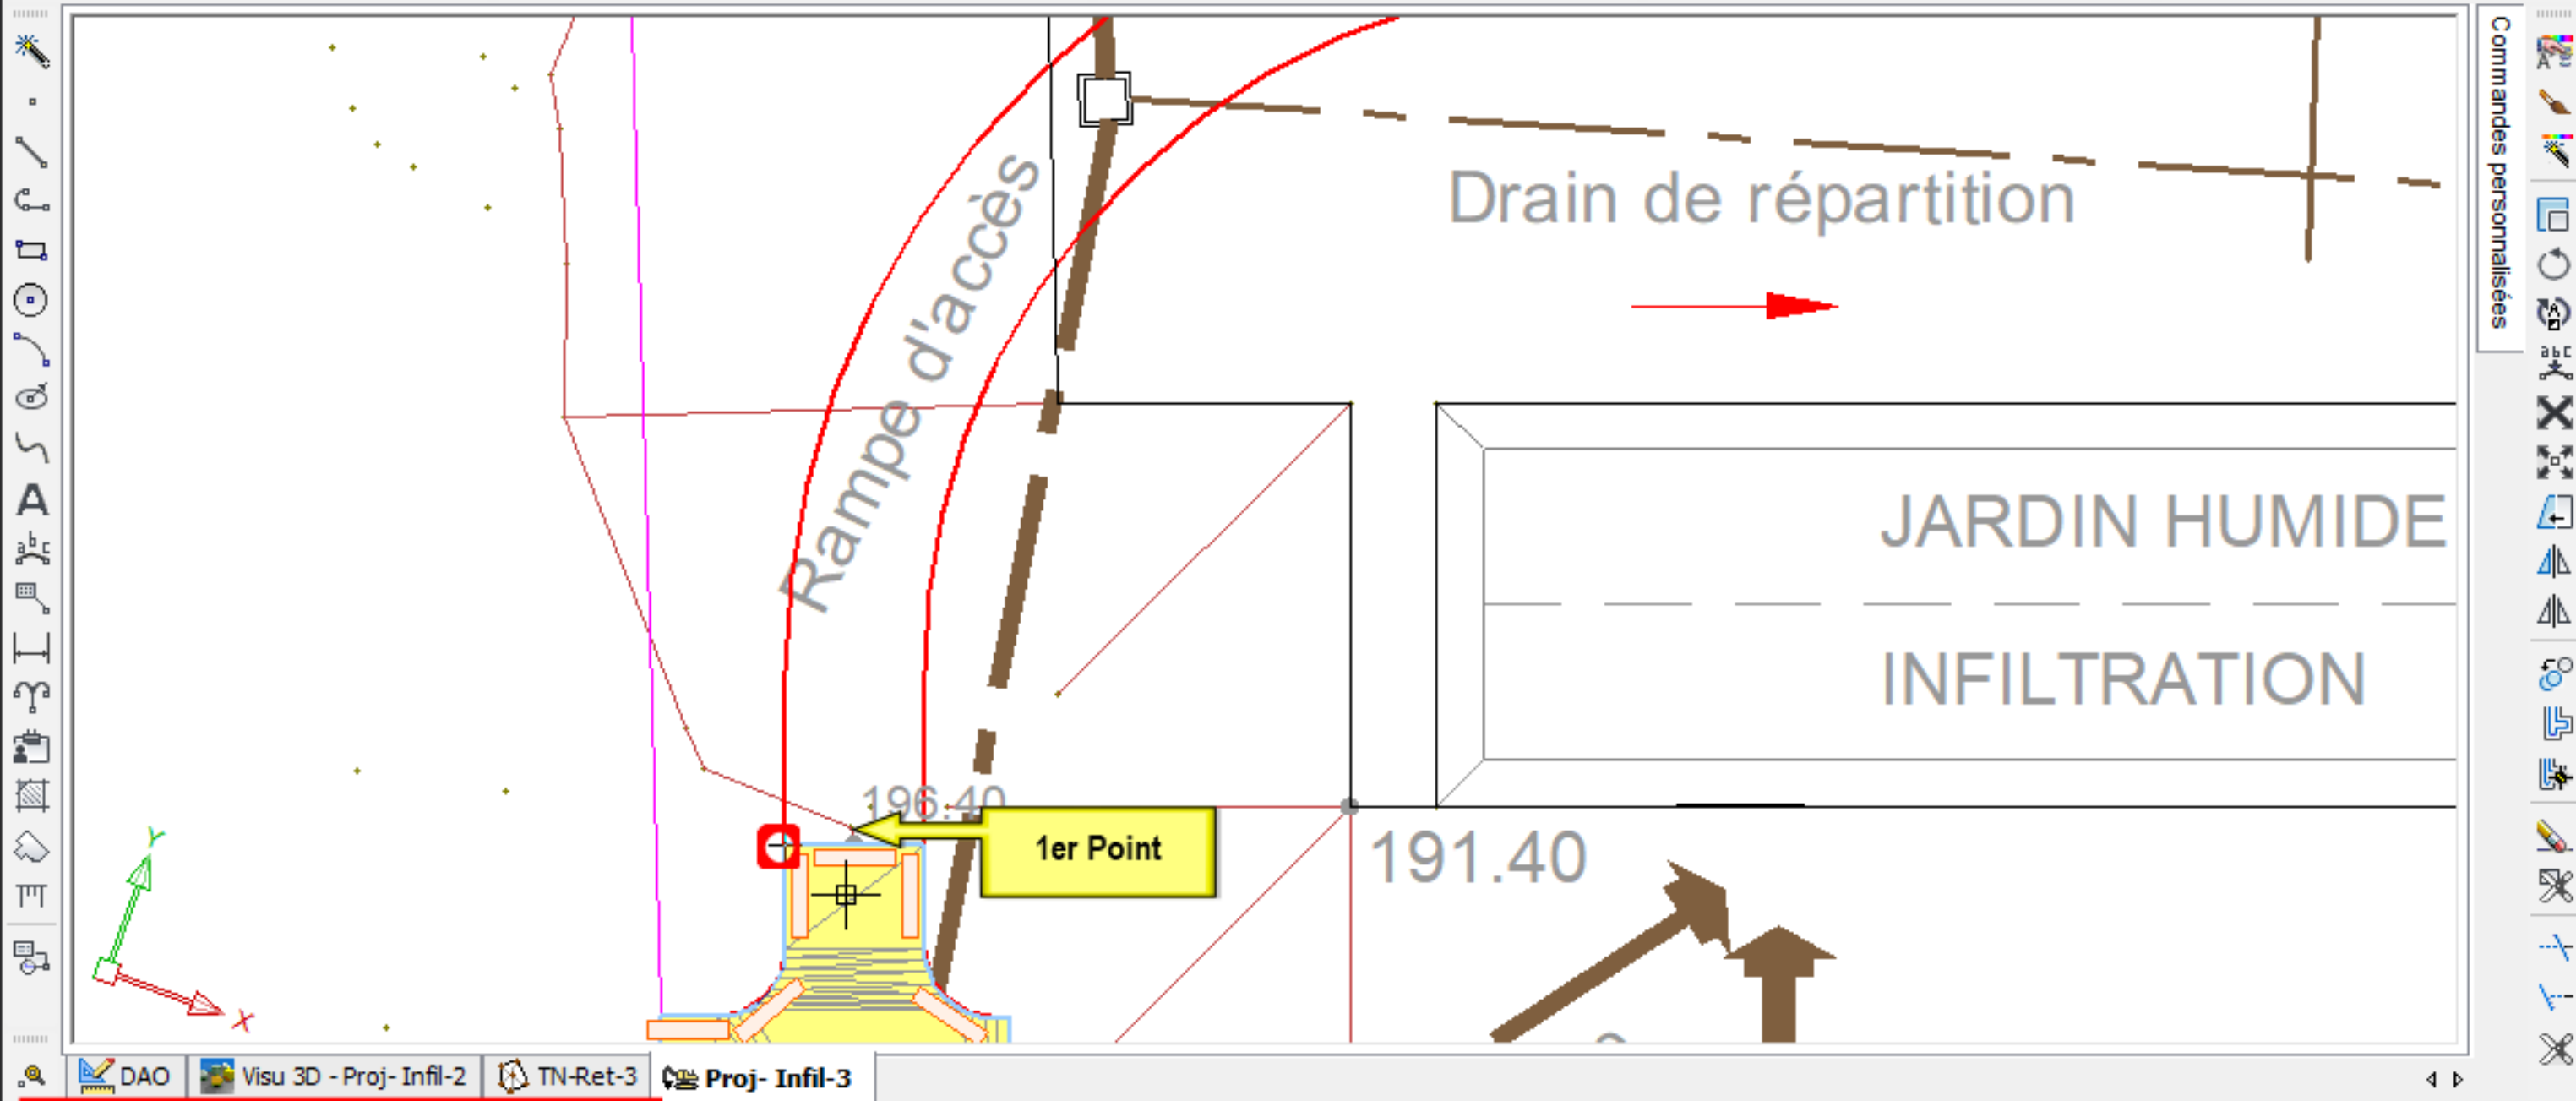 Commandes personnalisées
Drain de répartition
Rampe d'accès
JARDIN HUMIDE
INFILTRATION
196.40
1er Point
191.40
Y
X
DAO
Visu 3D - Proj- Infil-2
TN-Ret-3
Proj- Infil-3